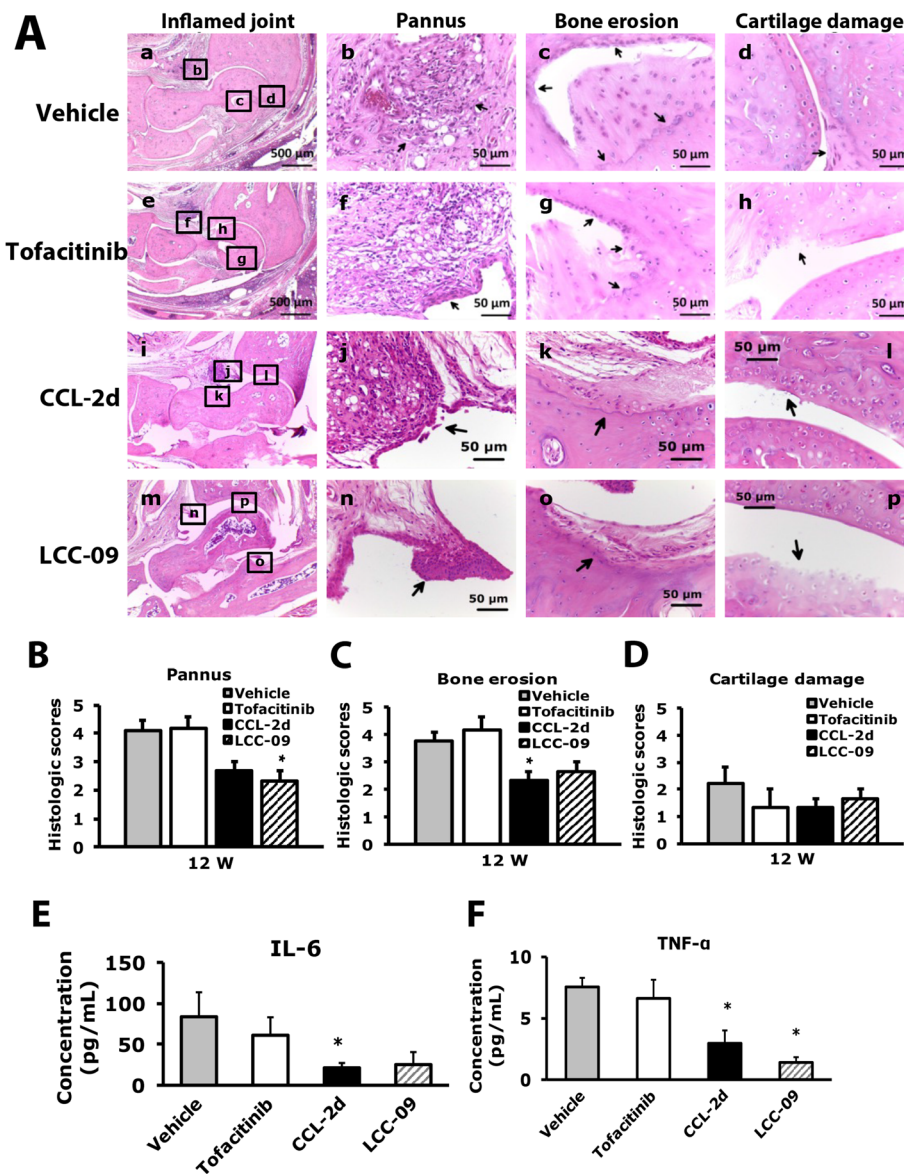 A
Inflamed joint Pannus Bone erosion Cartilage damage
Vehicle
a b c d
b c d
500 µm 50 µm 50 µm 50 µm
Tofacitinib
e f g h
f h g
500 µm 50 µm 50 µm 50 µm
CCL-2d
i j k l
j l k
50 µm
50 µm 50 µm
LCC-09
m n o p
n p o
50 µm
50 µm 50 µm
B
Pannus
Histologic scores
5
4
3
2
1
0
Vehicle
Tofacitinib
CCL-2d
LCC-09
*
12 W
C
Bone erosion
Histologic scores
5
4
3
2
1
0
Vehicle
Tofacitinib
CCL-2d
LCC-09
*
12 W
D
Cartilage damage
Histologic scores
5
4
3
2
1
0
Vehicle
Tofacitinib
CCL-2d
LCC-09
12 W
E
IL-6
Concentration
(pg/mL)
150
100
50
0
*
Vehicle
Tofacitinib
CCL-2d
LCC-09
F
TNF-α
Concentration
(pg/mL)
10
5
0
*
*
Vehicle
Tofacitinib
CCL-2d
LCC-09